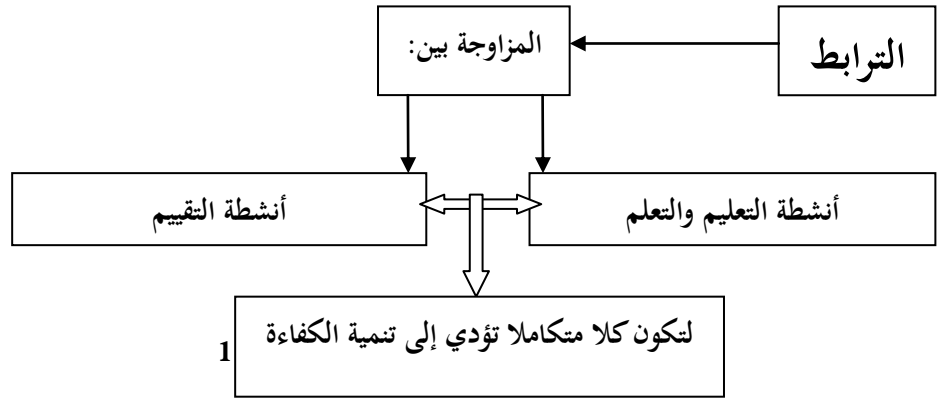 الترابط
المزاوجة بين:
أنشطة التعليم والتعلم
أنشطة التقييم
لتكون كلا متكاملا تؤدي إلى تنمية الكفاءة
1